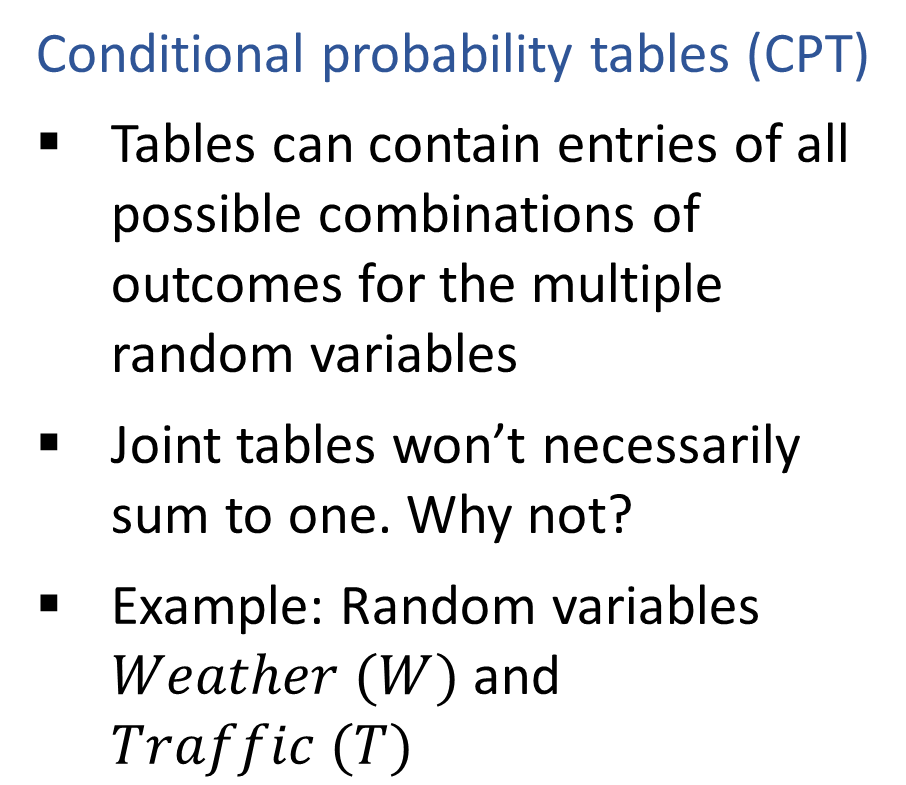 Conditional probability tables (CPT)
▪ Tables can contain entries of all
possible combinations of
outcomes for the multiple
random variables
▪ Joint tables won’t necessarily
sum to one. Why not?
▪ Example: Random variables
Weather (W) and
Traffic (T)